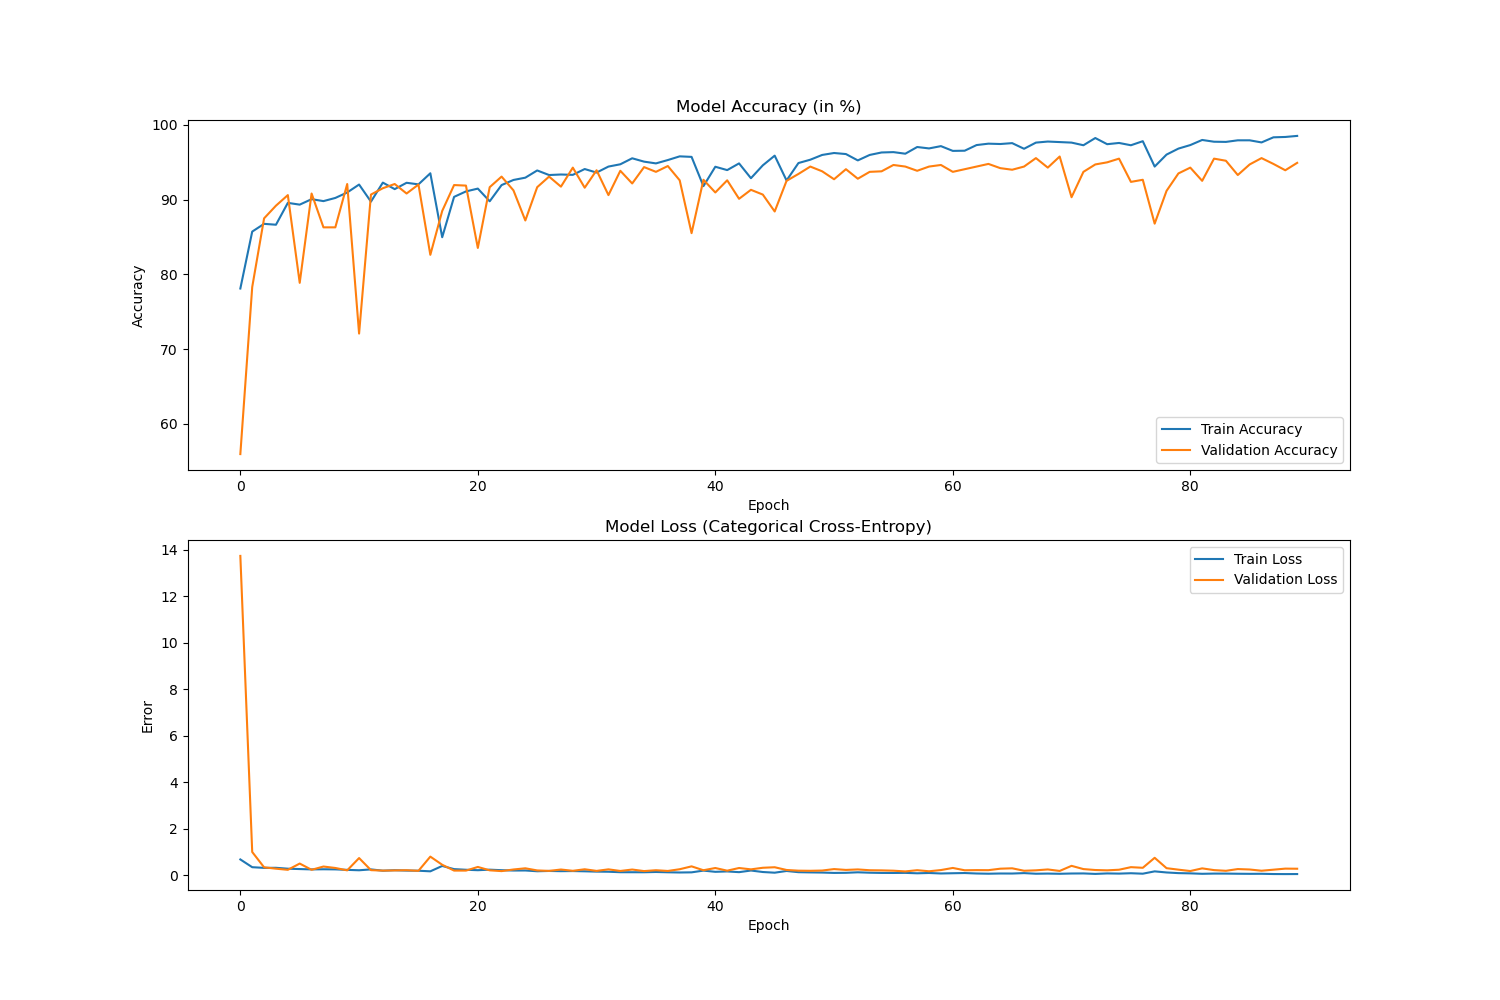 Model Accuracy (in %)
100
90
80
70
60
Accuracy
Train Accuracy
Validation Accuracy
0 20 40 60 80
Epoch
Model Loss (Categorical Cross-Entropy)
14
12
10
8
6
4
2
0
Error
Train Loss
Validation Loss
0 20 40 60 80
Epoch